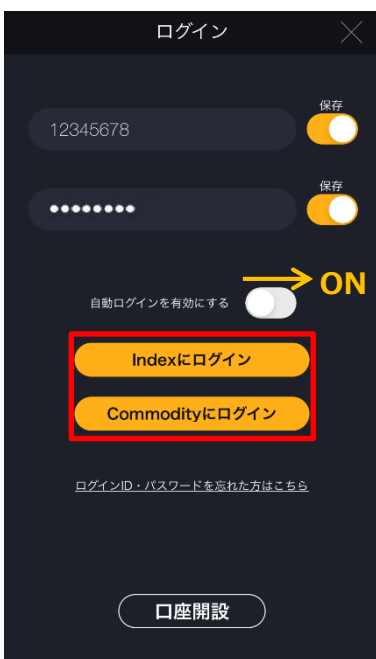 ログイン
保存
12345678
保存
••••••••
自動ログインを有効にする
ON
Indexにログイン
Commodityにログイン
ログインID・パスワードを忘れた方はこちら
口座開設